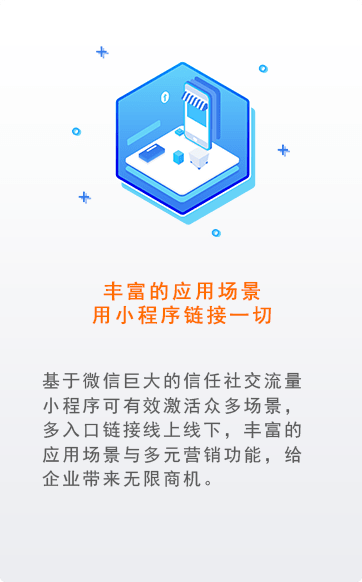 丰富的应用场景
用小程序链接一切
基于微信巨大的信任社交流量
小程序可有效激活众多场景，
多入口链接线上线下，丰富的
应用场景与多元营销功能，给
企业带来无限商机。